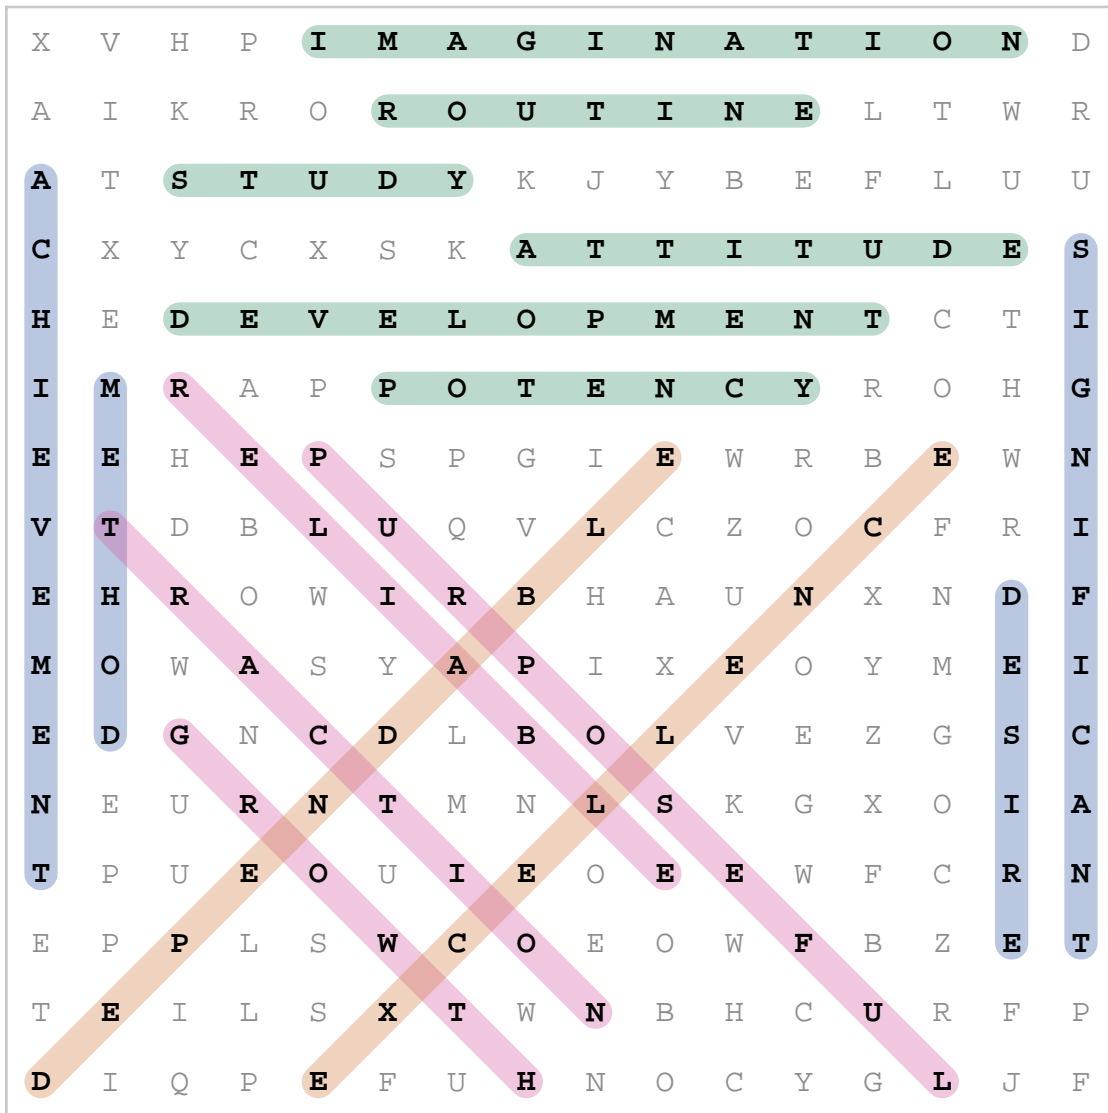 X V H P I M A G I N A T I O N D
A I K R O R O U T I N E L T W R
A T S T U D Y K J Y B E F L U U
C X Y C X S K A T T I T U D E S
H E D E V E L O P M E N T C T I
I M R A P P O T E N C Y R O H G
E E H E P S P G I E W R B E W N
V T D B L U Q V L C Z O C F R I
E H R O W I R B H A U N X N D F
M O W A S Y A P I X E O Y M E I
E D G N C D L B O L V E Z G S C
N E U R N T M N L S K G X O I A
T P U E O U I E O E E W F C R N
E P P L S W C O E O W F B Z E T
T E I L S X T W N B H C U R F P
D I Q P E F U H N O C Y G L J F